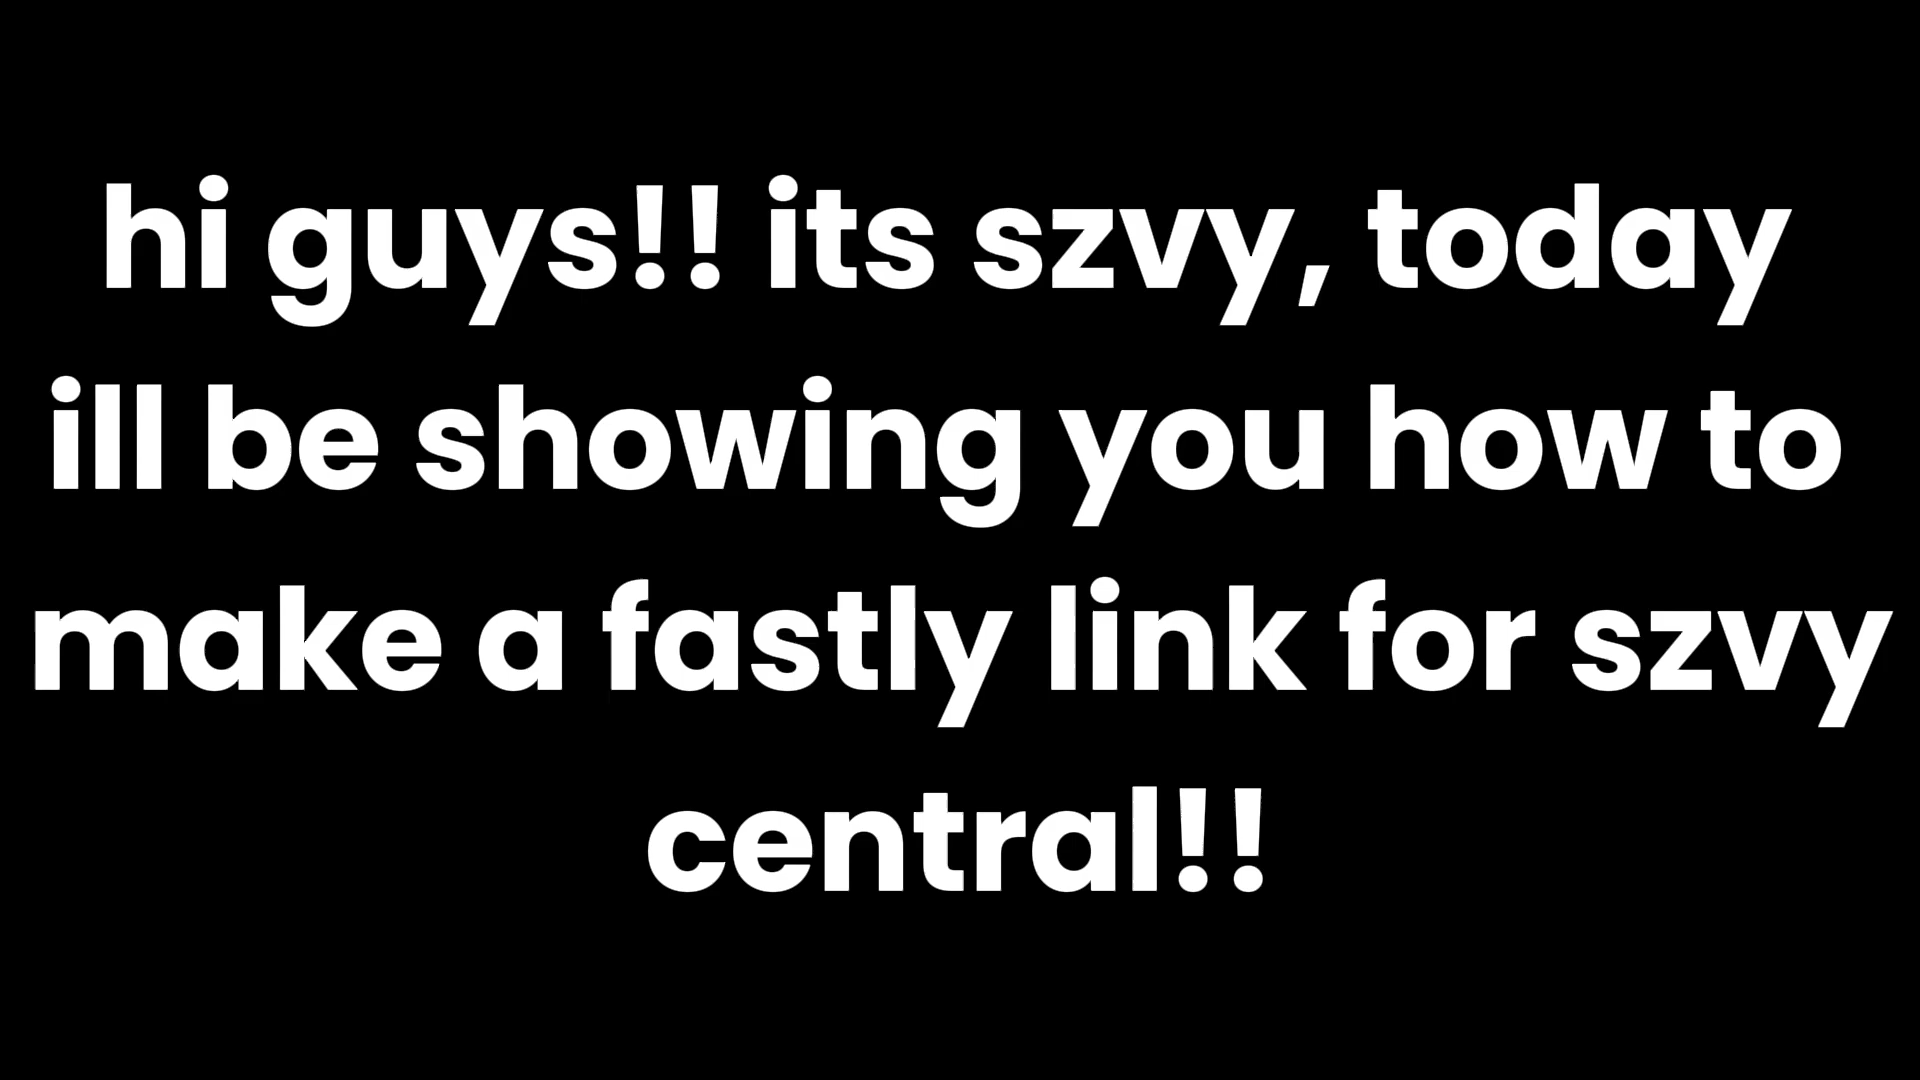 hi guys!! its szvy, today
ill be showing you how to
make a fastly link for szvy
central!!